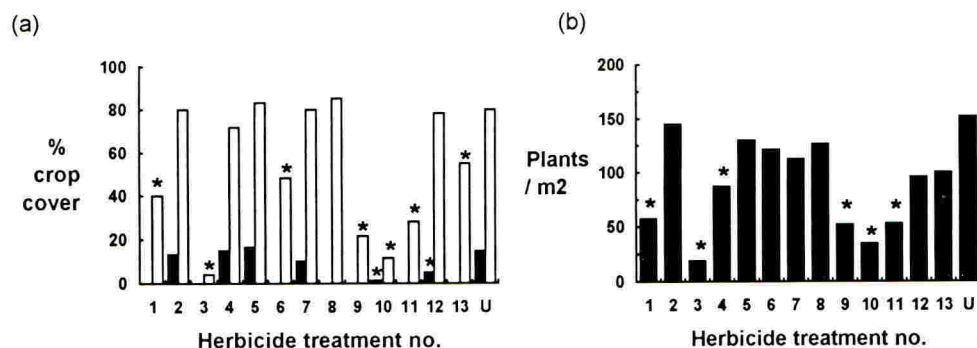 (a)
100
80
60
40
20
0
%
crop
cover
* * * * * * * * *
1 2 3 4 5 6 7 8 9 10 11 12 13 U
Herbicide treatment no.
(b)
200
150
100
50
0
Plants
/ m2
* * * * * *
1 2 3 4 5 6 7 8 9 10 11 12 13 U
Herbicide treatment no.